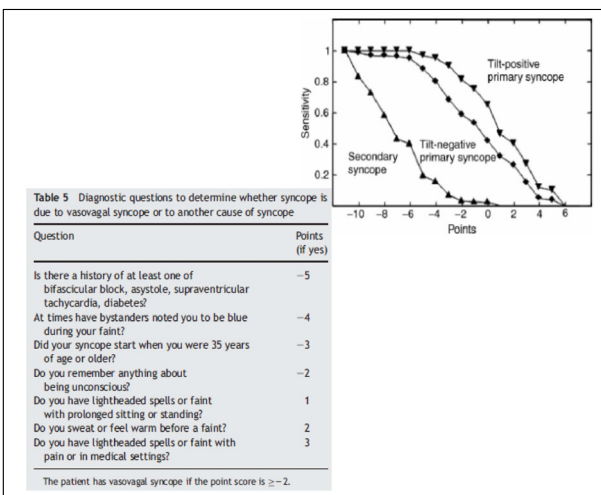 1
0.8
0.6
0.4
0.2
Sensitivity
Tilt-positive
primary syncope
Tilt-negative
primary syncope
Secondary
syncope
−10 −8 −6 −4 −2 0 2 4 6
Points
Table 5 Diagnostic questions to determine whether syncope is
due to vasovagal syncope or to another cause of syncope
Question Points
(if yes)
Is there a history of at least one of −5
bifascicular block, asystole, supraventricular
tachycardia, diabetes?
At times have bystanders noted you to be blue −4
during your faint?
Did your syncope start when you were 35 years −3
of age or older?
Do you remember anything about −2
being unconscious?
Do you have lightheaded spells or faint 1
with prolonged sitting or standing?
Do you sweat or feel warm before a faint? 2
Do you have lightheaded spells or faint with 3
pain or in medical settings?
The patient has vasovagal syncope if the point score is ≥−2.